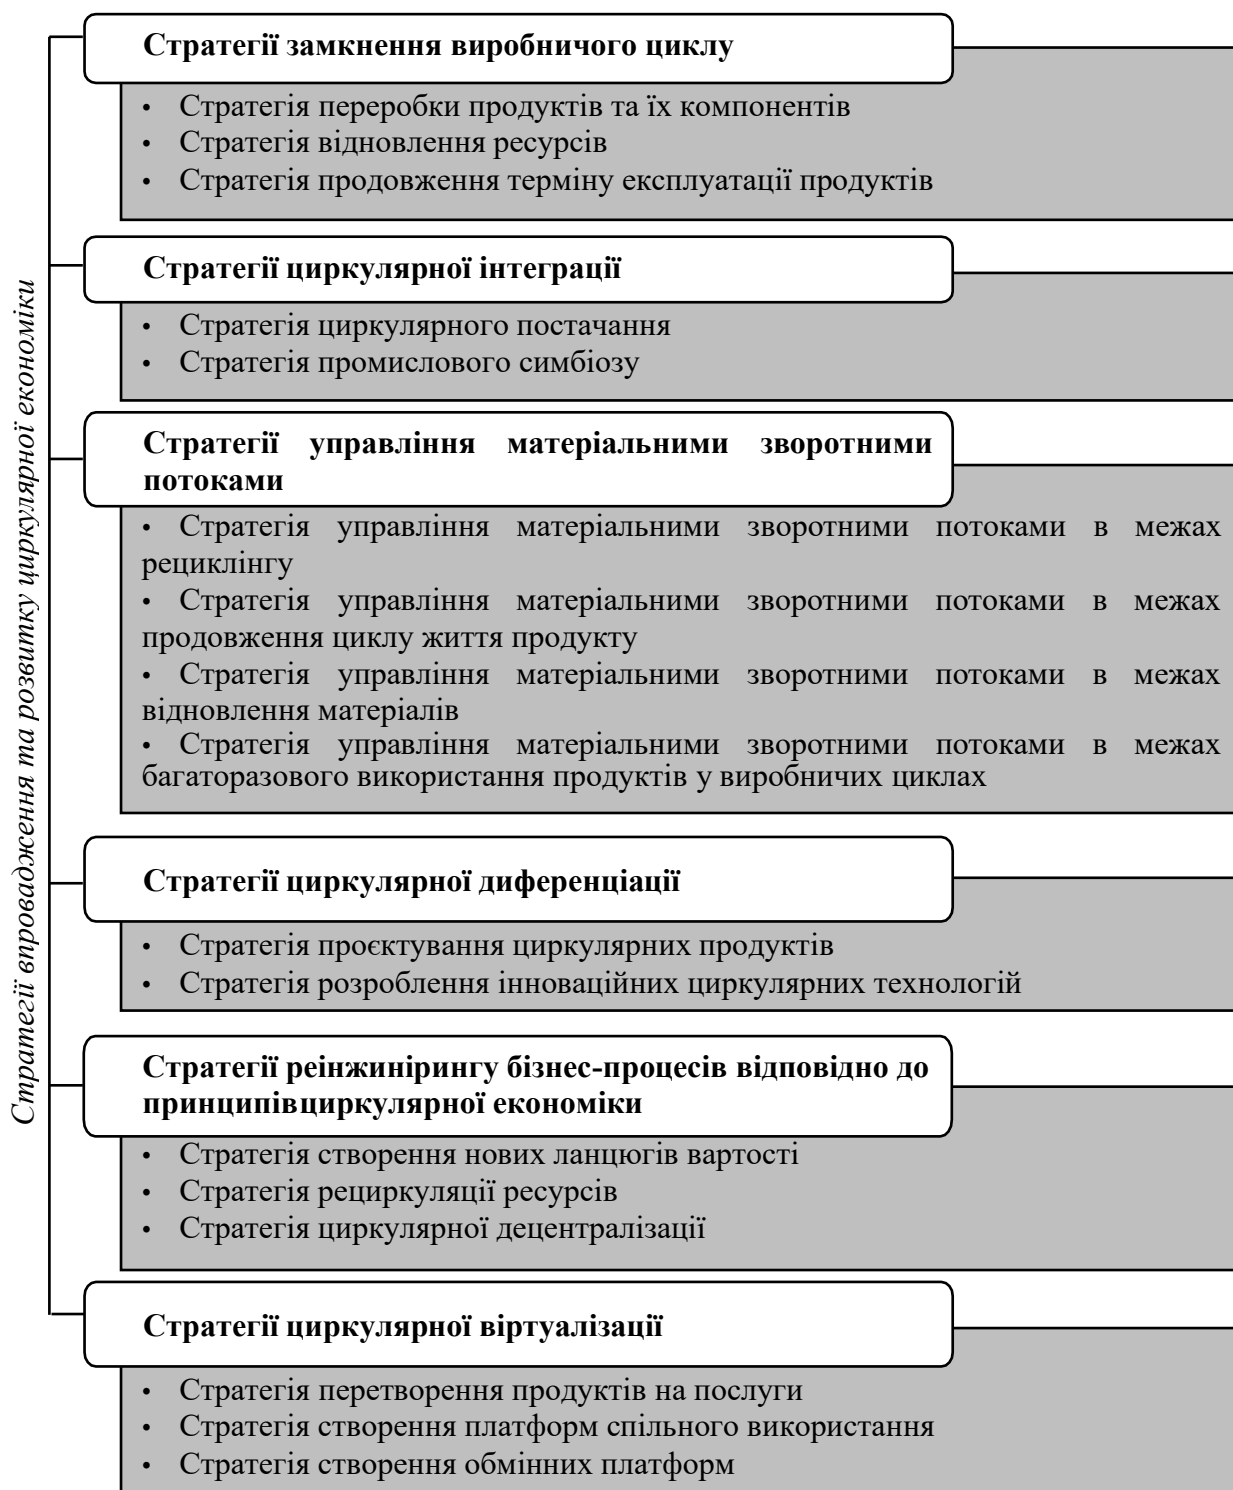 Стратегії впровадження та розвитку циркулярної економіки
Стратегії замкнення виробничого циклу
• Стратегія переробки продуктів та їх компонентів
• Стратегія відновлення ресурсів
• Стратегія продовження терміну експлуатації продуктів
Стратегії циркулярної інтеграції
• Стратегія циркулярного постачання
• Стратегія промислового симбіозу
Стратегії управління матеріальними зворотними
потоками
• Стратегія управління матеріальними зворотними потоками в межах
рециклінгу
• Стратегія управління матеріальними зворотними потоками в межах
продовження циклу життя продукту
• Стратегія управління матеріальними зворотними потоками в межах
відновлення матеріалів
• Стратегія управління матеріальними зворотними потоками в межах
багаторазового використання продуктів у виробничих циклах
Стратегії циркулярної диференціації
• Стратегія проєктування циркулярних продуктів
• Стратегія розроблення інноваційних циркулярних технологій
Стратегії реінжинірингу бізнес-процесів відповідно до
принципівциркулярної економіки
• Стратегія створення нових ланцюгів вартості
• Стратегія рециркуляції ресурсів
• Стратегія циркулярної децентралізації
Стратегії циркулярної віртуалізації
• Стратегія перетворення продуктів на послуги
• Стратегія створення платформ спільного використання
• Стратегія створення обмінних платформ